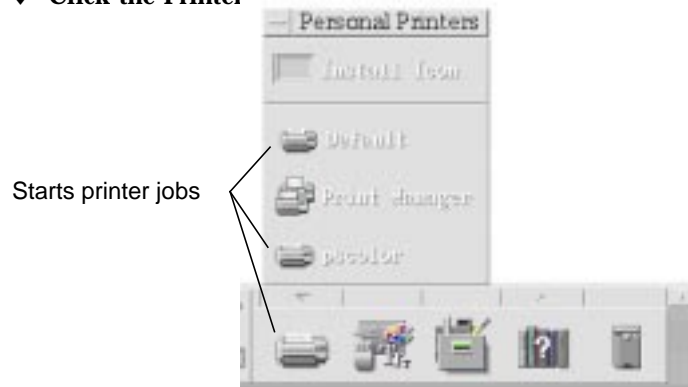 Click the Printer
Personal Printers
Install Icon
Default
Print Manager
Starts printer jobs
pscolor
?